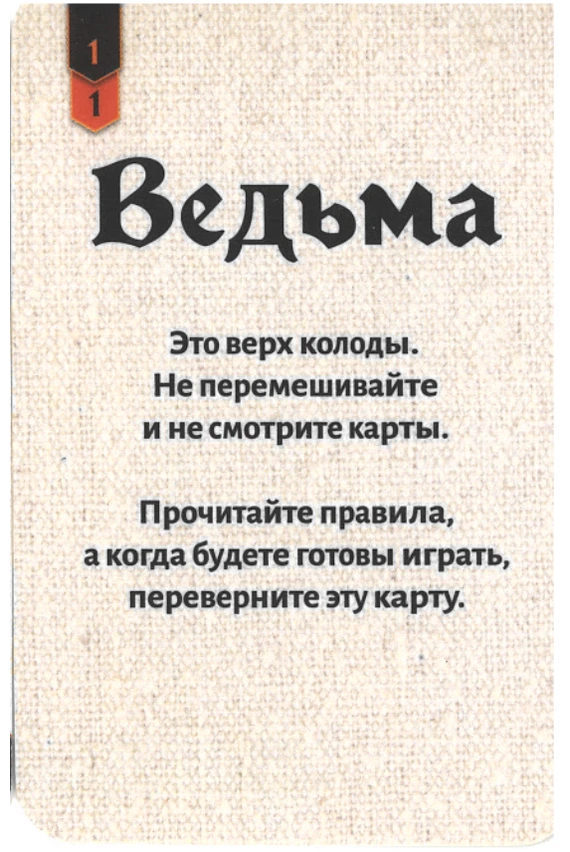 1
1
Ведьма
Это верх колоды.
Не перемешивайте
и не смотрите карты.
Прочитайте правила,
а когда будете готовы играть,
переверните эту карту.